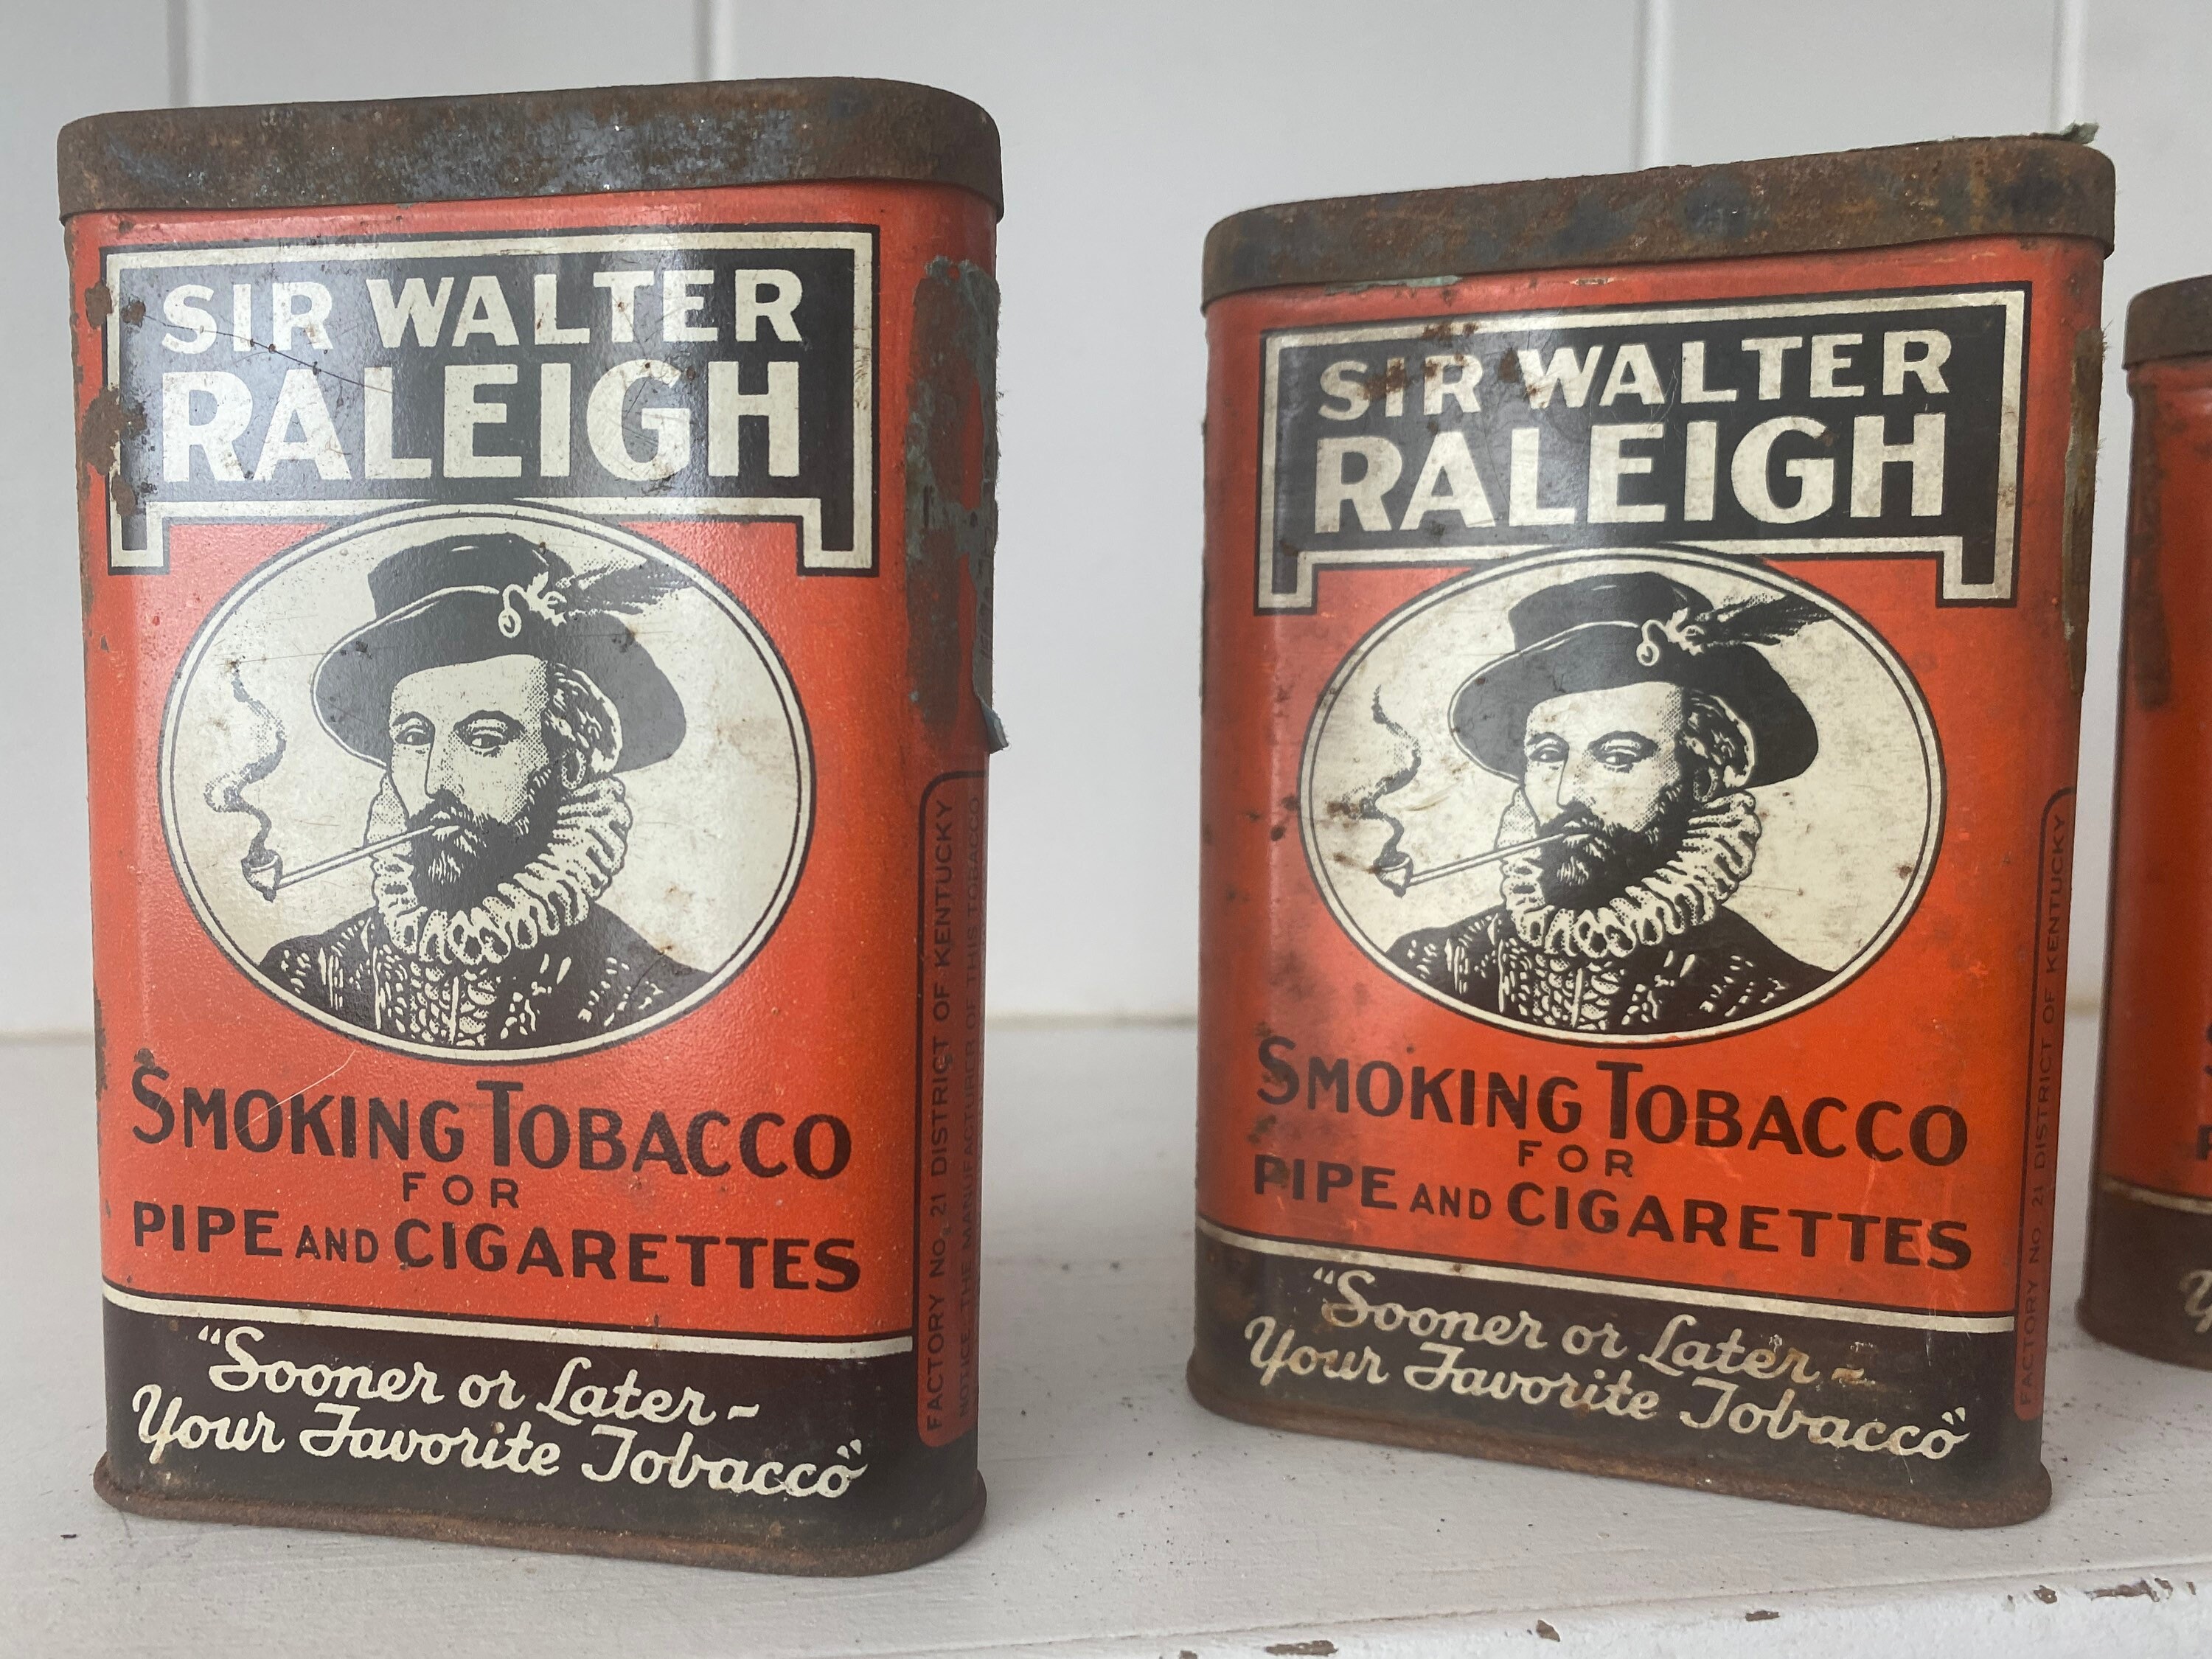 SIR WALTER
RALEIGH
SMOKING TOBACCO
FOR
PIPE AND CIGARETTES
"Sooner or Later-
Your Favorite Tobacco"
FACTORY NO. 21 DISTRICT OF KENTUCKY
NOTICE. THE MANUFACTURER OF THIS TOBACCO
SIR WALTER
RALEIGH
SMOKING TOBACCO
FOR
PIPE AND CIGARETTES
"Sooner or Later-
Your Favorite Tobacco"
FACTORY NO. 21 DISTRICT OF KENTUCKY